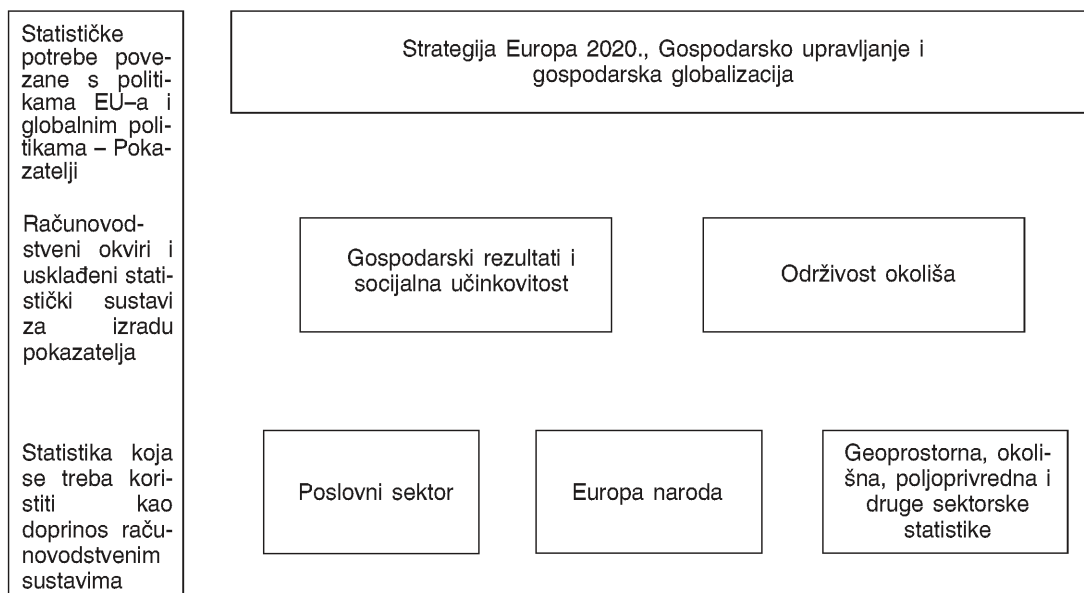 Statističke
potrebe pove-
zane s politi-
kama EU–a i
globalnim poli-
tikama – Poka-
zatelji
Strategija Europa 2020., Gospodarsko upravljanje i
gospodarska globalizacija
Računovod-
stveni okviri i
usklađeni stati-
stički sustavi
za izradu
pokazatelja
Gospodarski rezultati i
socijalna učinkovitost
Održivost okoliša
Statistika koja
se treba kori-
stiti kao
doprinos raču-
novodstvenim
sustavima
Poslovni sektor
Europa naroda
Geoprostorna, okoli-
šna, poljoprivredna i
druge sektorske
statistike